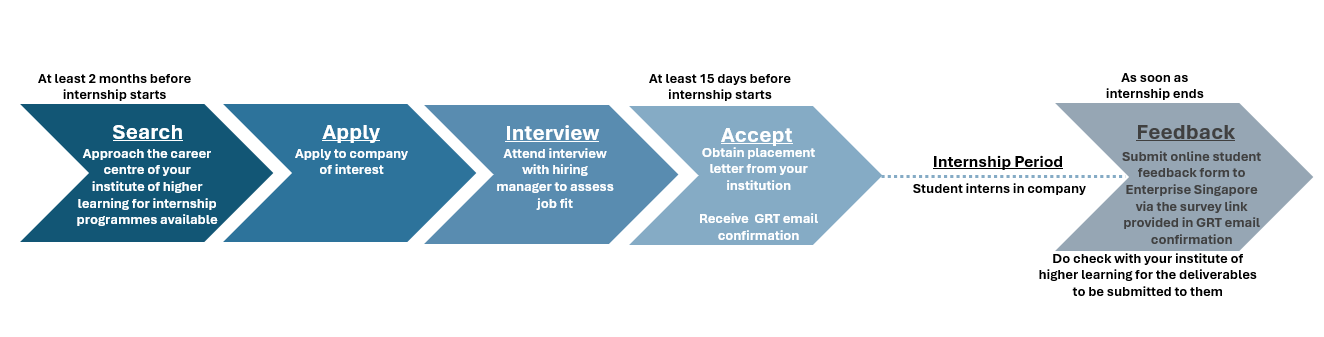 At least 2 months before
internship starts
Search
Approach the career
centre of your
institute of higher
learning for internship
programmes available
Apply
Apply to company
of interest
Interview
Attend interview
with hiring
manager to assess
job fit
At least 15 days before
internship starts
Accept
Obtain placement
letter from your
institution
Receive GRT email
confirmation
Internship Period
Student interns in company
As soon as
internship ends
Feedback
Submit online student
feedback form to
Enterprise Singapore
via the survey link
provided in GRT email
confirmation
Do check with your institute of
higher learning for the deliverables
to be submitted to them